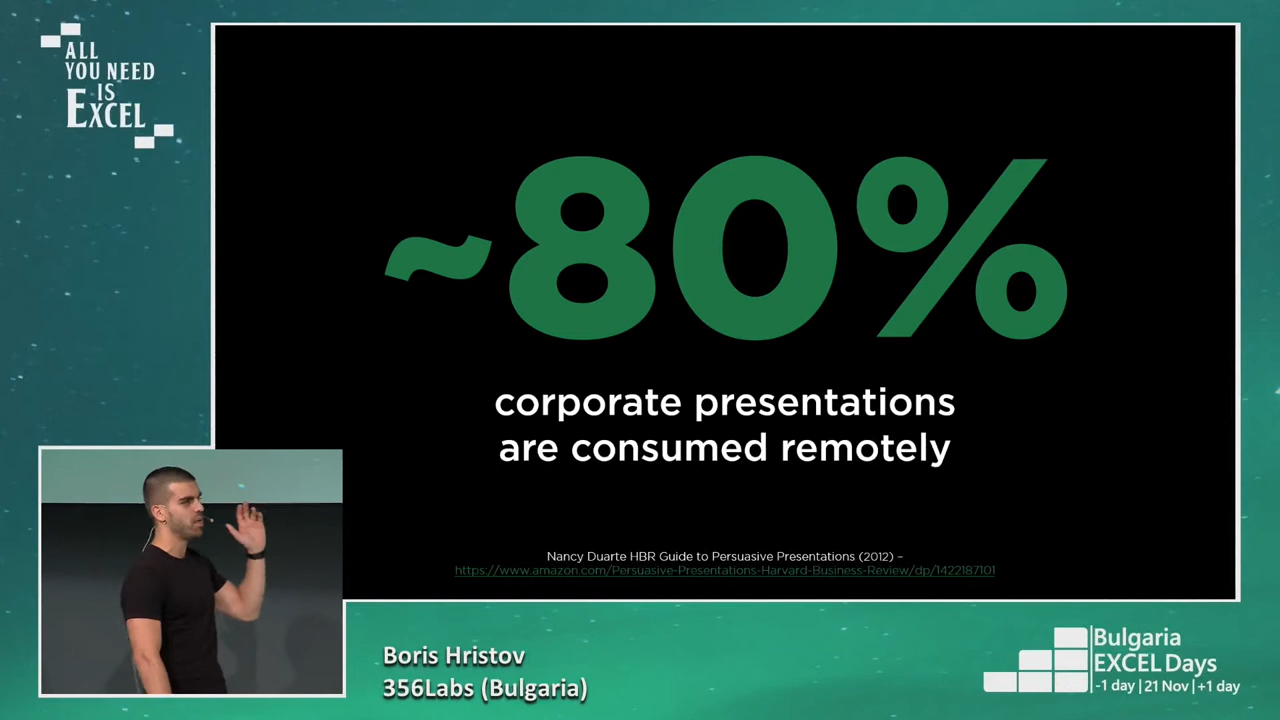 ALL
YOU NEED
IS
EXCEL
~80%
corporate presentations
are consumed remotely
Nancy Duarte HBR Guide to Persuasive Presentations (2012) –
https://www.amazon.com/Persuasive-Presentations-Harvard-Business-Review/dp/1422187101
Boris Hristov
356Labs (Bulgaria)
Bulgaria
EXCEL Days
-1 day | 21 Nov | +1 day